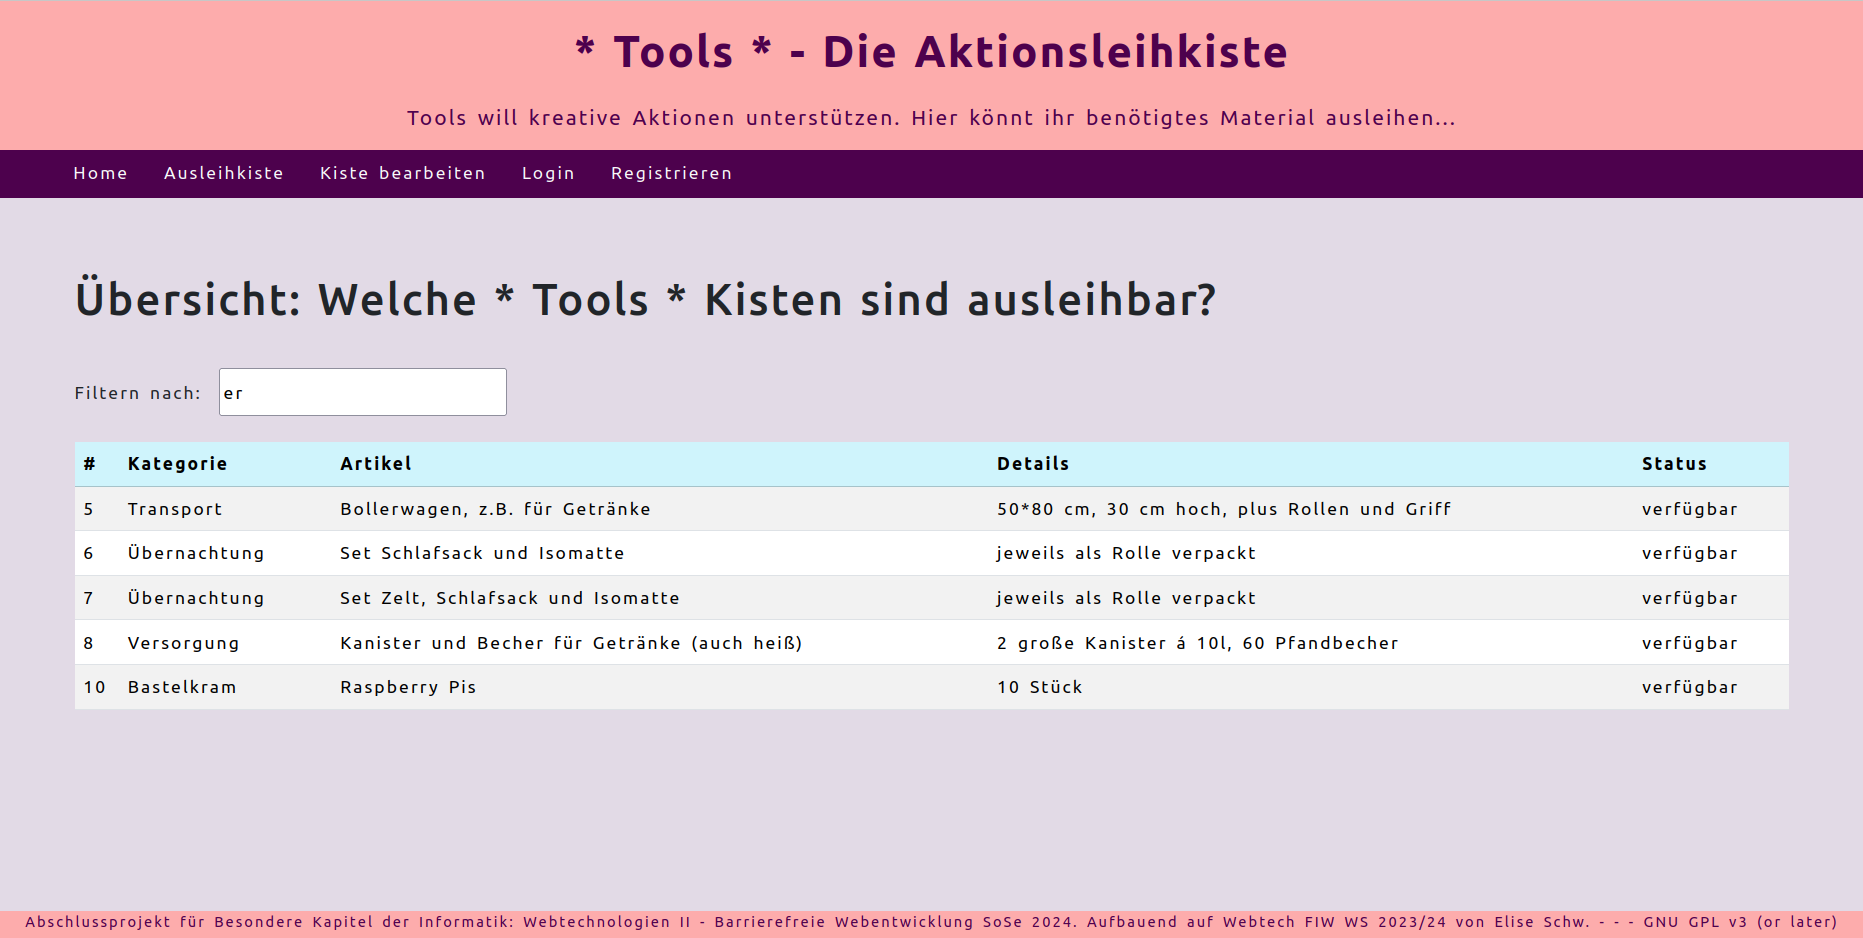 * Tools * - Die Aktionsleihkiste
Tools will kreative Aktionen unterstützen. Hier könnt ihr benötigtes Material ausleihen...
Home Ausleihkiste Kiste bearbeiten Login Registrieren
Übersicht: Welche * Tools * Kisten sind ausleihbar?
Filtern nach: er
# Kategorie Artikel Details Status
5 Transport Bollerwagen, z.B. für Getränke 50*80 cm, 30 cm hoch, plus Rollen und Griff verfügbar
6 Übernachtung Set Schlafsack und Isomatte jeweils als Rolle verpackt verfügbar
7 Übernachtung Set Zelt, Schlafsack und Isomatte jeweils als Rolle verpackt verfügbar
8 Versorgung Kanister und Becher für Getränke (auch heiß) 2 große Kanister á 10l, 60 Pfandbecher verfügbar
10 Bastelkram Raspberry Pis 10 Stück verfügbar
Abschlussprojekt für Besondere Kapitel der Informatik: Webtechnologien II - Barrierefreie Webentwicklung SoSe 2024. Aufbauend auf Webtech FIW WS 2023/24 von Elise Schw. - - - GNU GPL v3 (or later)